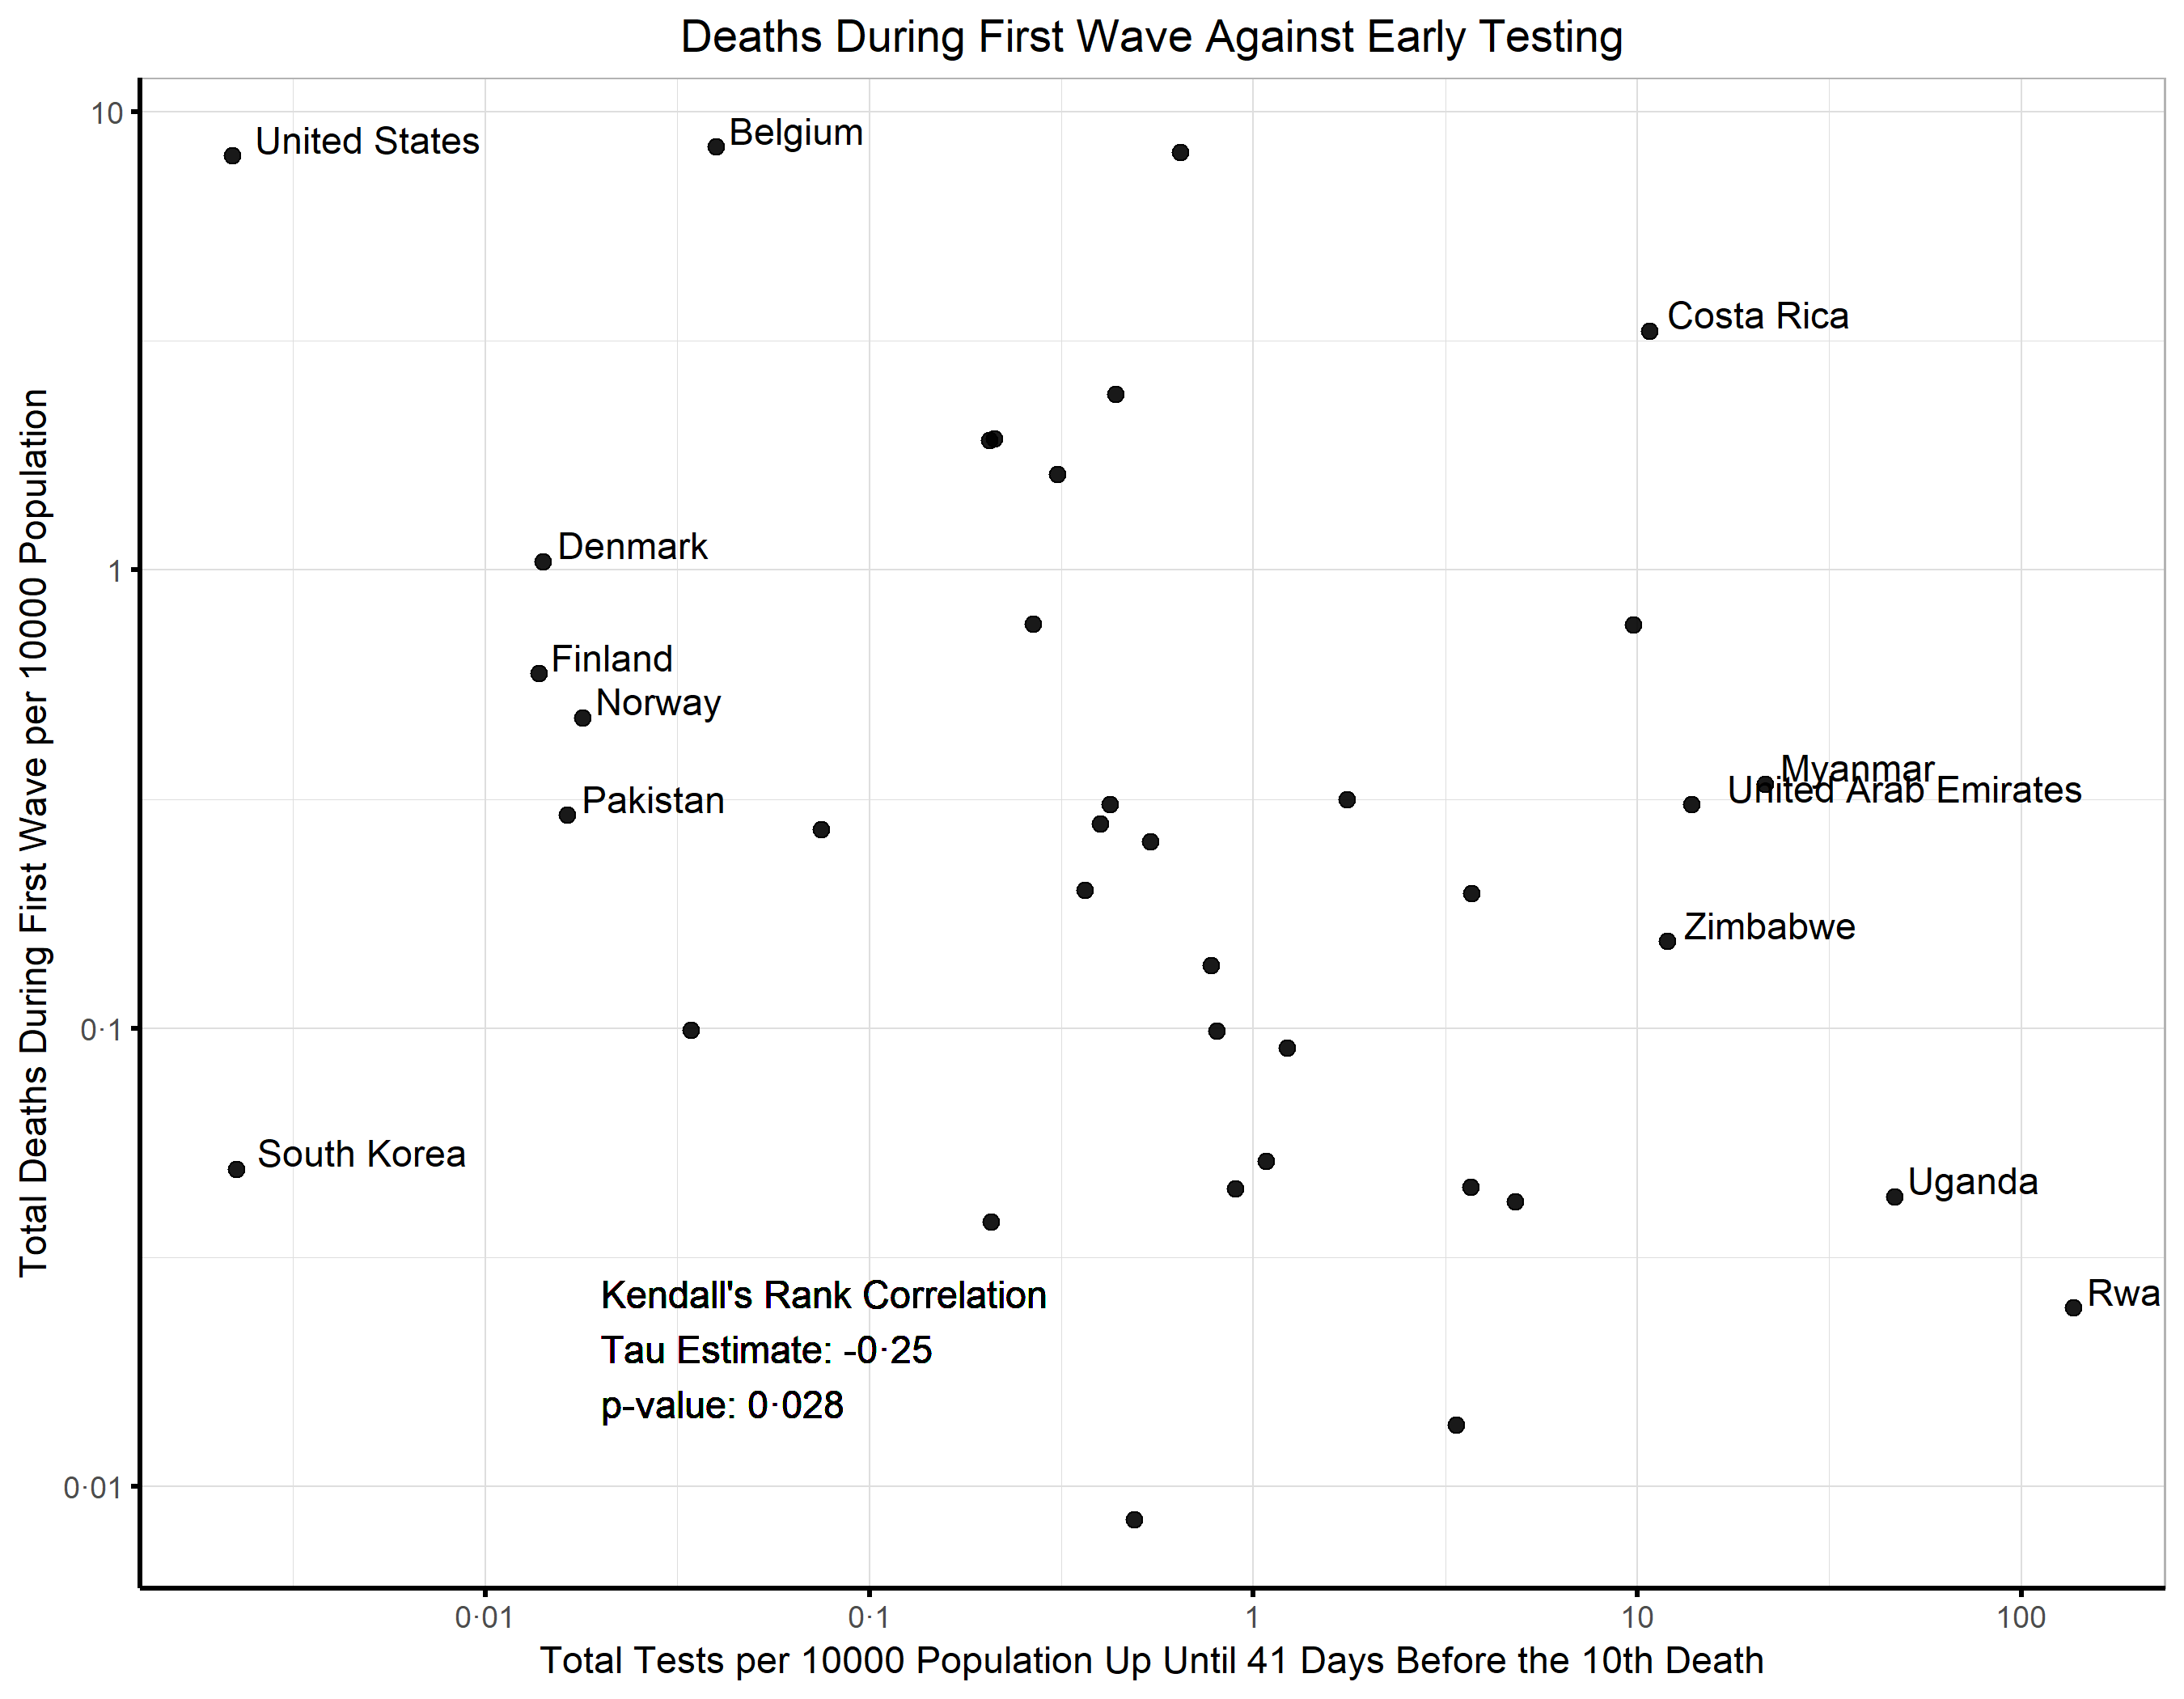 Deaths During First Wave Against Early Testing
Total Deaths During First Wave per 10000 Population
10
1
0·1
0·01
United States
Belgium
Costa Rica
Denmark
Finland
Norway
Myanmar
United Arab Emirates
Pakistan
Zimbabwe
South Korea
Uganda
Rwa
Kendall's Rank Correlation
Tau Estimate: -0·25
p-value: 0·028
0·01
0·1
1
10
100
Total Tests per 10000 Population Up Until 41 Days Before the 10th Death